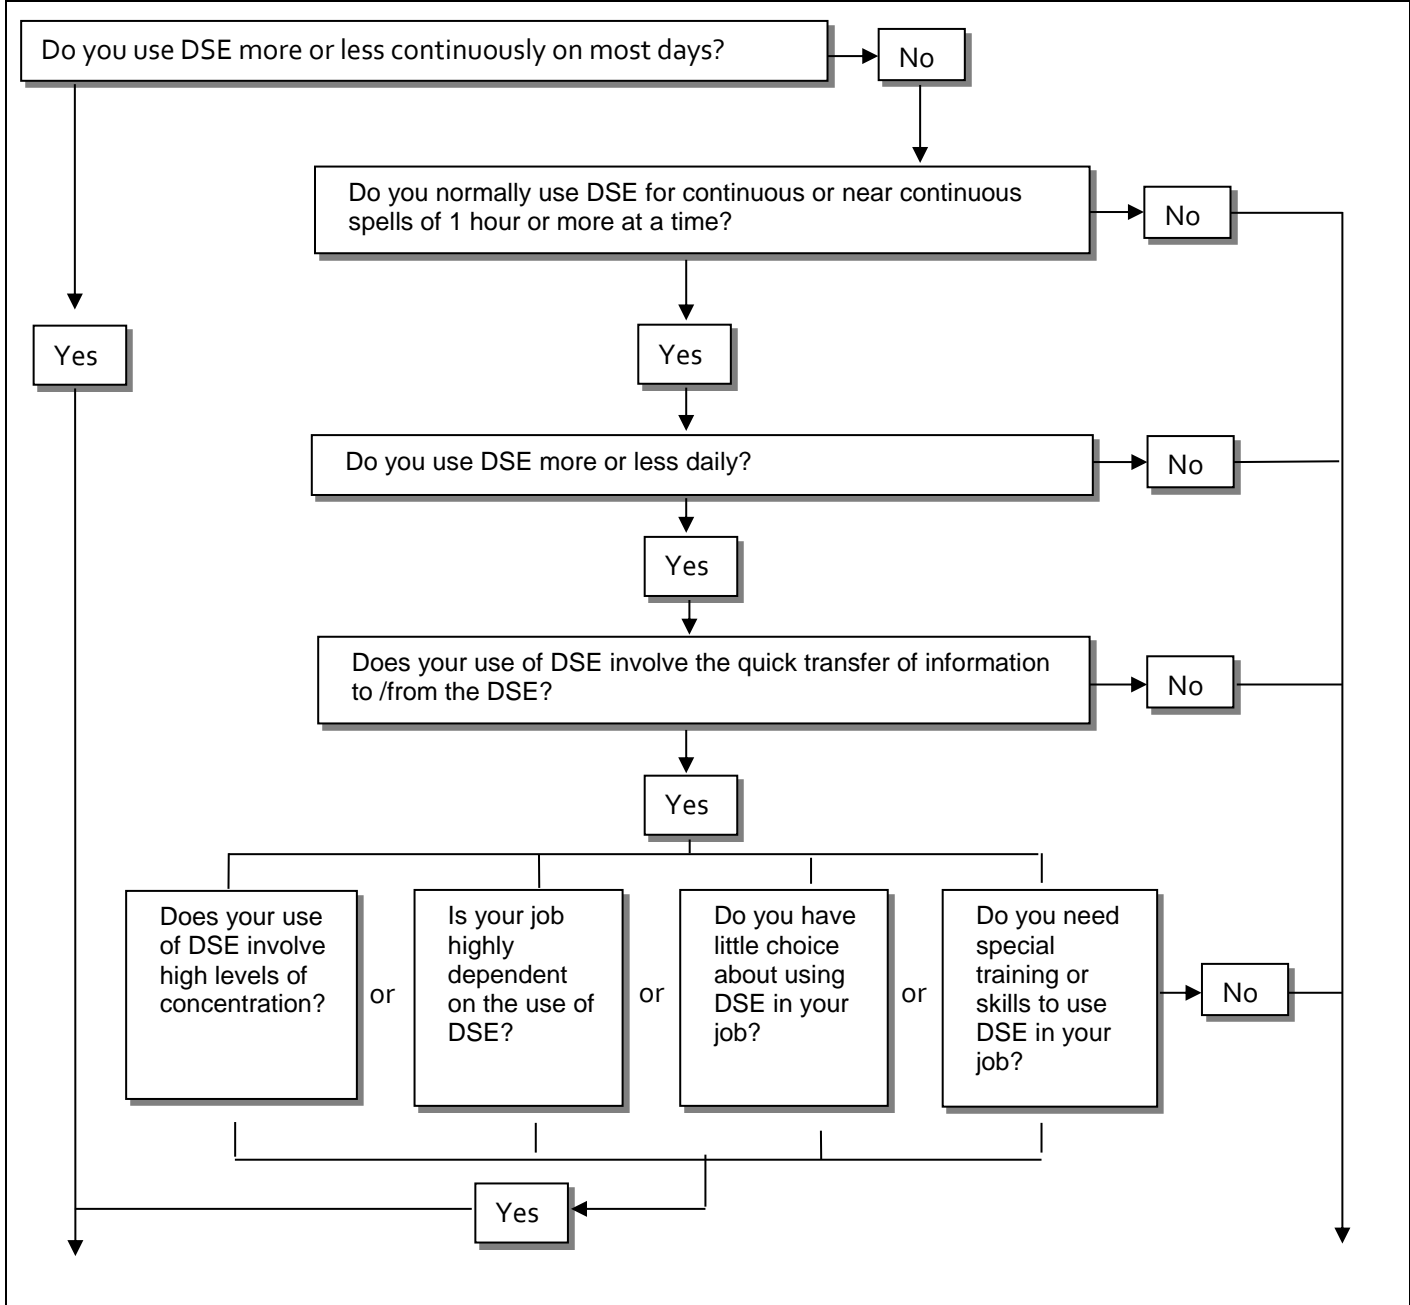 Do you use DSE more or less continuously on most days?
No
Do you normally use DSE for continuous or near continuous
spells of 1 hour or more at a time?
No
Yes
Yes
Do you use DSE more or less daily?
No
Yes
Does your use of DSE involve the quick transfer of information
to /from the DSE?
No
Yes
Does your use
of DSE involve
high levels of
concentration?
or
Is your job
highly
dependent
on the use of
DSE?
or
Do you have
little choice
about using
DSE in your
job?
or
Do you need
special
training or
skills to use
DSE in your
job?
No
Yes